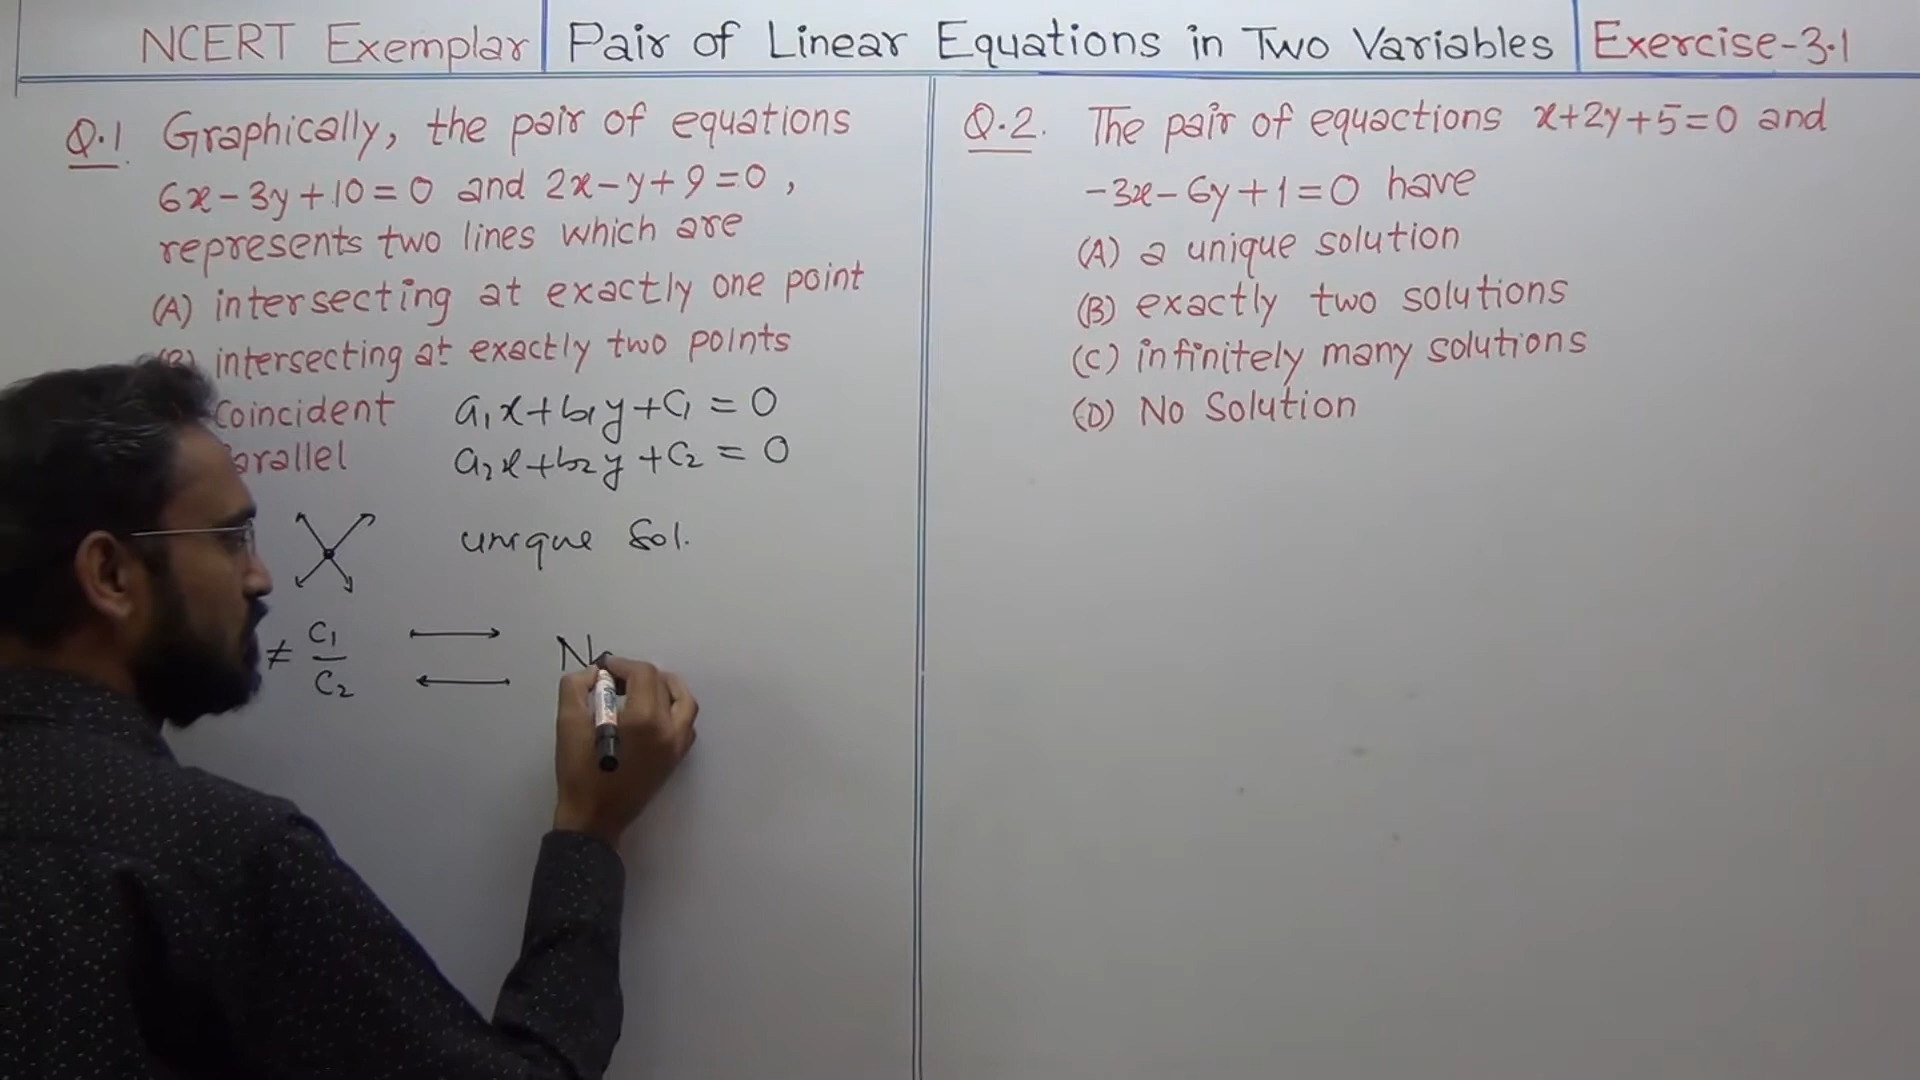 NCERT Exemplar
Pair of Linear Equations in Two Variables
Exercise-3.1
Q.1 Graphically, the pair of equations
6x-3y+10=0 and 2x-y+9=0,
represents two lines which are
(A) intersecting at exactly one point
(B) intersecting at exactly two points
Coincident
a₁x+b₁y+c₁=0
a₂x+b₂y+c₂=0
unique Sol.
≠ c₁/c₂
Q.2. The pair of equactions x+2y+5=0 and
-3x-6y+1=0 have
(A) a unique solution
(B) exactly two solutions
(C) infinitely many solutions
(D) No Solution